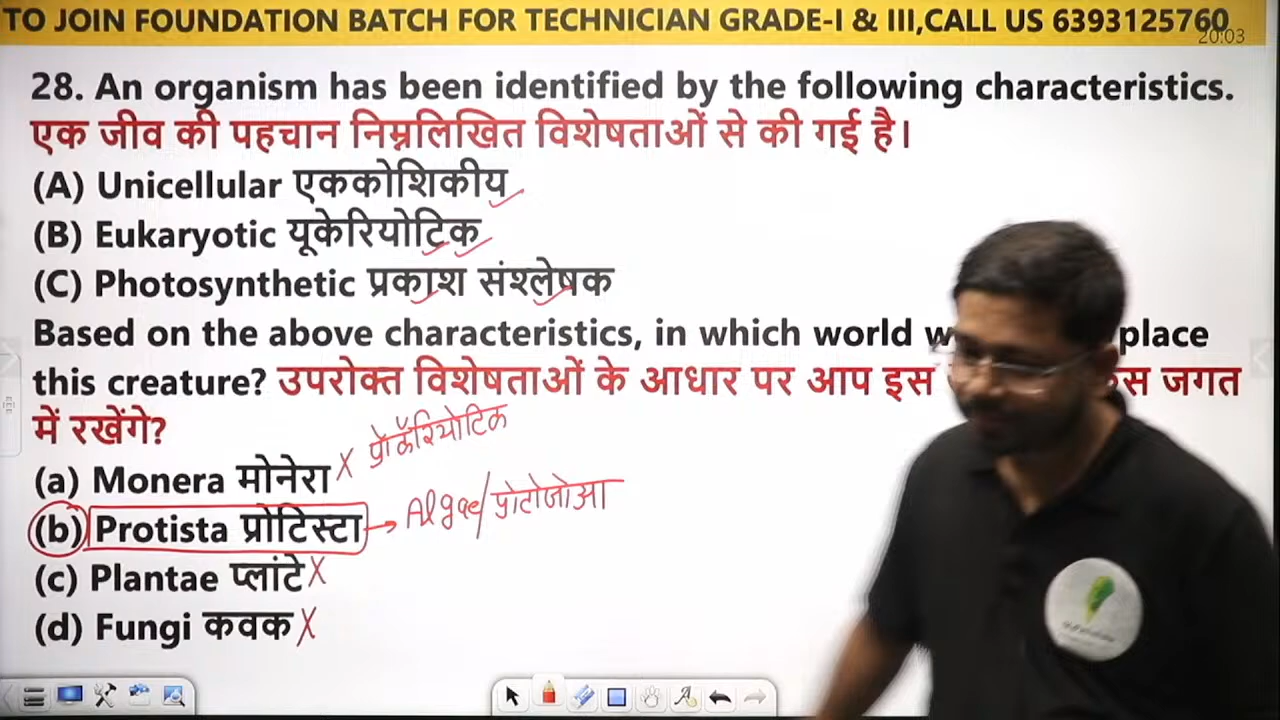 TO JOIN FOUNDATION BATCH FOR TECHNICIAN GRADE-I & III,CALL US 6393125760
20:03
28. An organism has been identified by the following characteristics.
एक जीव की पहचान निम्नलिखित विशेषताओं से की गई है।
(A) Unicellular एककोशिकीय
(B) Eukaryotic यूकेरियोटिक
(C) Photosynthetic प्रकाश संश्लेषक
Based on the above characteristics, in which world place
this creature? उपरोक्त विशेषताओं के आधार पर आप इस जगत
में रखेंगे?
(a) Monera मोनेरा X प्रोकॅरियोटिक
(b) Protista प्रोटिस्टा → Algae/प्रोटोजोआ
(c) Plantae प्लांटे X
(d) Fungi कवक X